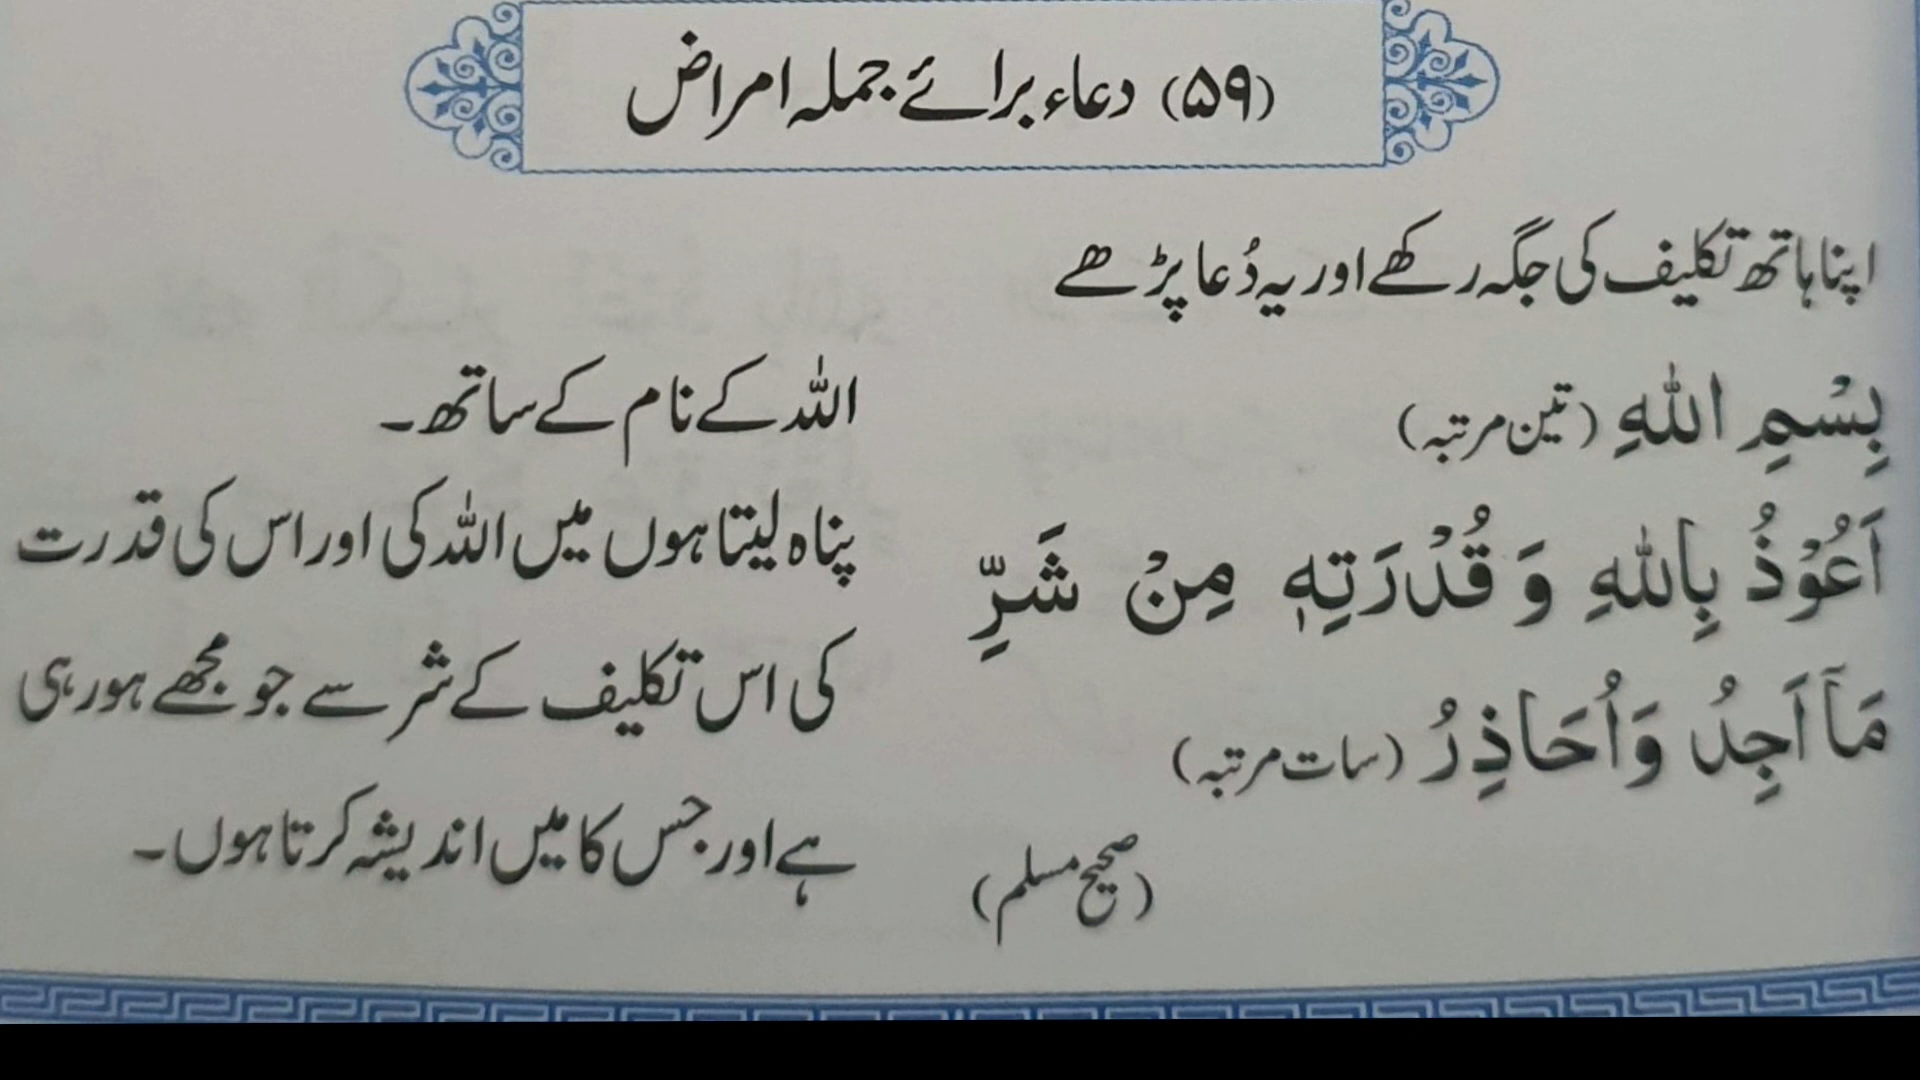 (۵۹) دعاء برائے جملہ امراض
اپنا ہاتھ تکلیف کی جگہ رکھے اور یہ دُعا پڑھے
بِسْمِ اللّٰهِ (تین مرتبہ)
اَعُوْذُ بِاللّٰهِ وَ قُدْرَتِهٖ مِنْ شَرِّ
مَآ اَجِدُ وَاُحَاذِرُ (سات مرتبہ)
(صحیح مسلم)
اللہ کے نام کے ساتھ۔
پناہ لیتا ہوں میں اللہ کی اور اس کی قدرت
کی اس تکلیف کے شر سے جو مجھے ہو رہی
ہے اور جس کا میں اندیشہ کرتا ہوں۔